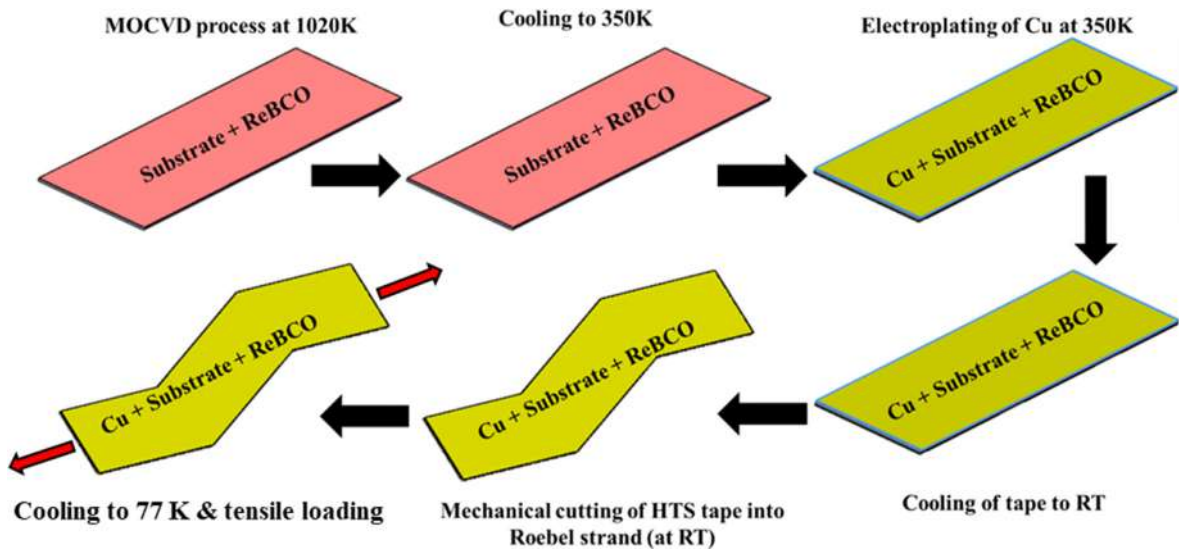 MOCVD process at 1020K
Substrate + ReBCO
Cooling to 350K
Substrate + ReBCO
Electroplating of Cu at 350K
Cu + Substrate + ReBCO
Cu + Substrate + ReBCO
Cooling of tape to RT
Cu + Substrate + ReBCO
Mechanical cutting of HTS tape into
Roebel strand (at RT)
Cu + Substrate + ReBCO
Cooling to 77 K & tensile loading